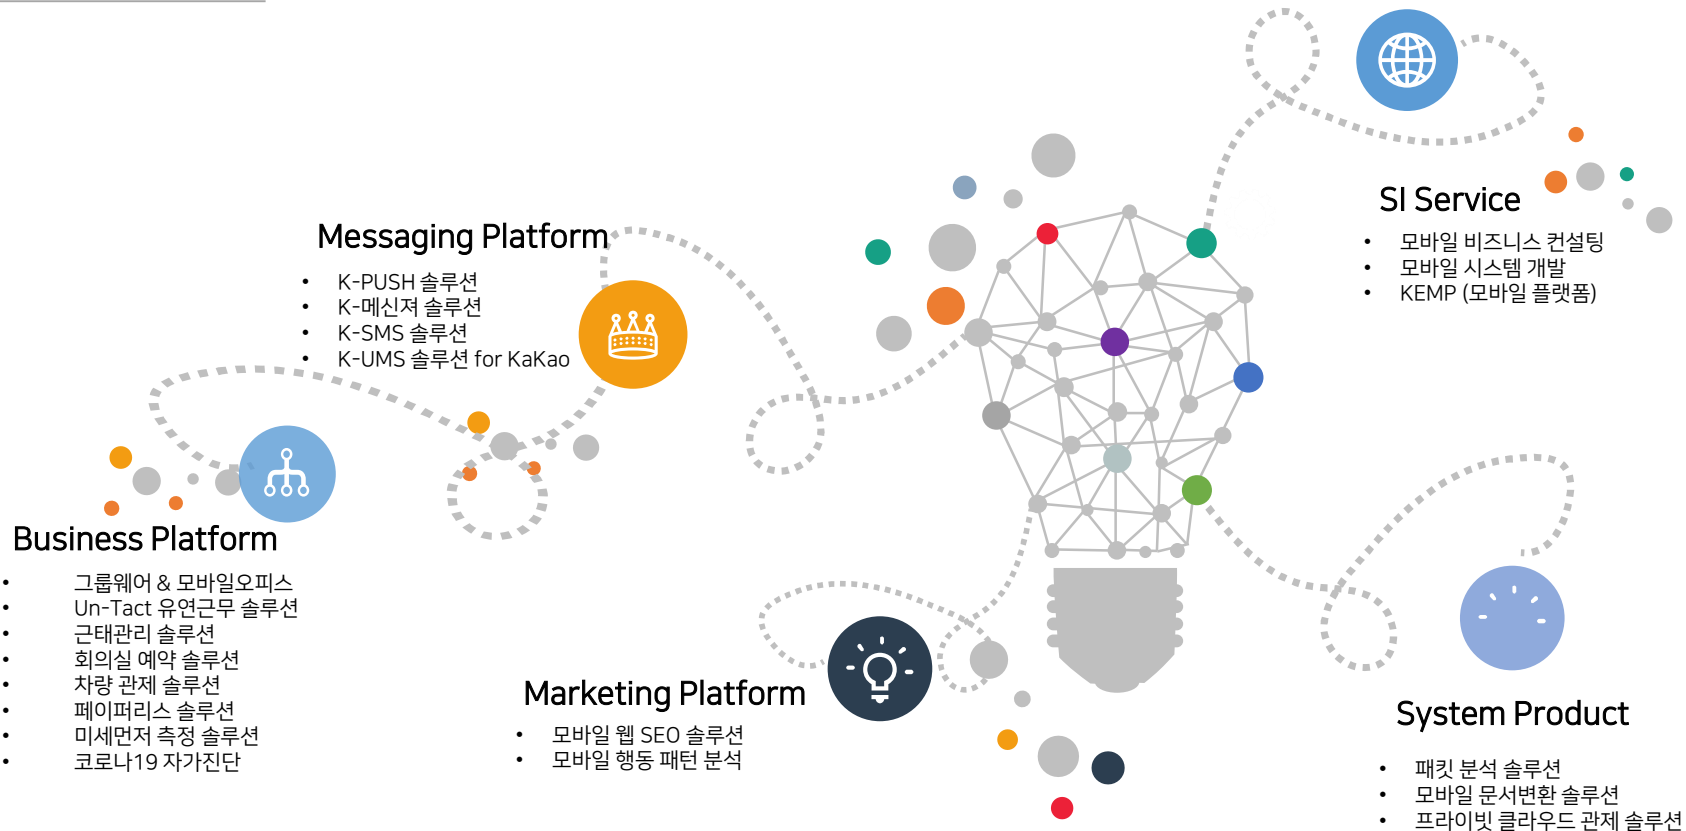 Messaging Platform
• K-PUSH 솔루션
• K-메신져 솔루션
• K-SMS 솔루션
• K-UMS 솔루션 for KaKao
SI Service
• 모바일 비즈니스 컨설팅
• 모바일 시스템 개발
• KEMP (모바일 플랫폼)
Business Platform
• 그룹웨어 & 모바일오피스
• Un-Tact 유연근무 솔루션
• 근태관리 솔루션
• 회의실 예약 솔루션
• 차량 관제 솔루션
• 페이퍼리스 솔루션
• 미세먼저 측정 솔루션
• 코로나19 자가진단
Marketing Platform
• 모바일 웹 SEO 솔루션
• 모바일 행동 패턴 분석
System Product
• 패킷 분석 솔루션
• 모바일 문서변환 솔루션
• 프라이빗 클라우드 관제 솔루션